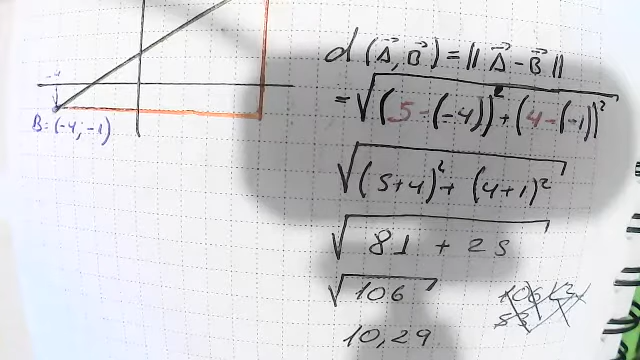 d (A⃗, B⃗) = || A⃗ - B⃗ ||
= √(5-(-4))² + (4-(-1))²
-4
B = (-4; -1)
√(5+4)² + (4+1)²
√81 + 25
√106
10,29